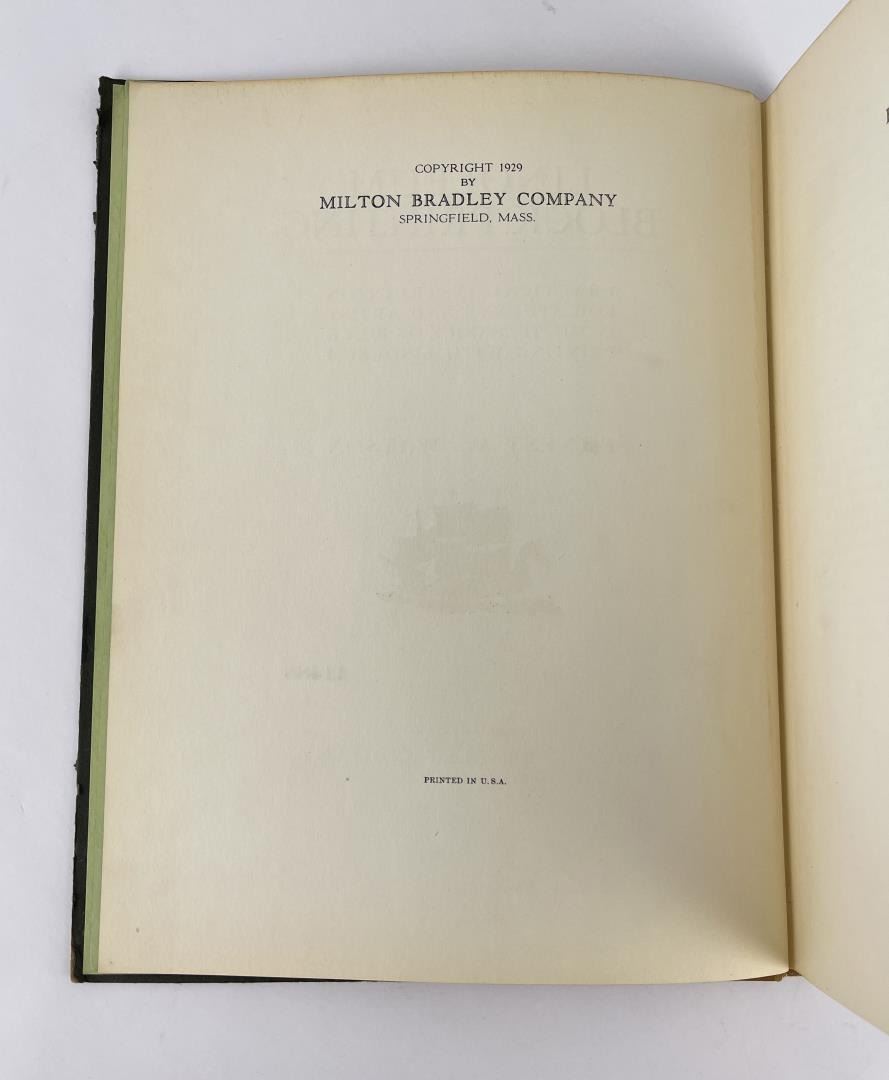 COPYRIGHT 1929
BY
MILTON BRADLEY COMPANY
SPRINGFIELD, MASS.
PRINTED IN U.S.A.